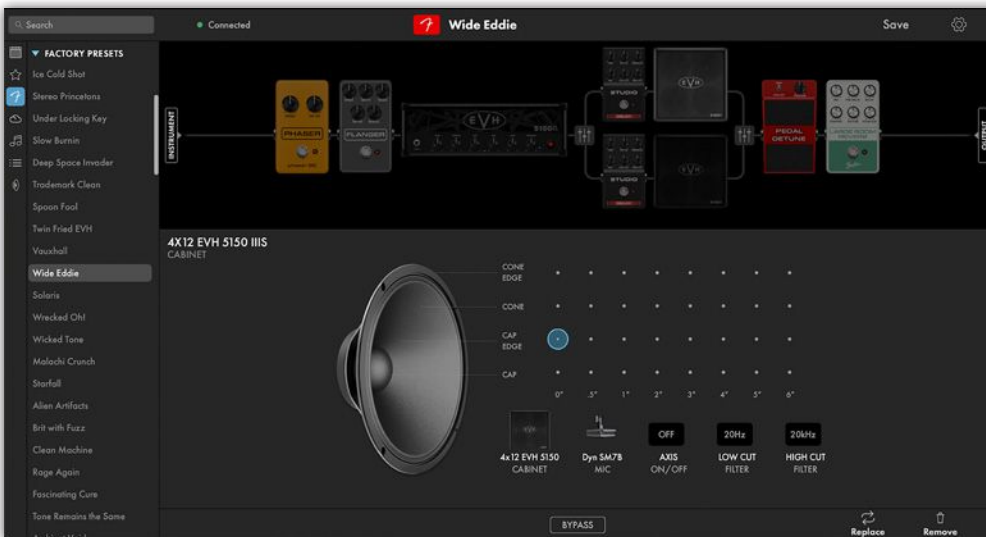 Search
Connected
Wide Eddie
Save
FACTORY PRESETS
Ice Cold Shot
Stereo Princetons
Under Locking Key
Slow Burnin
Deep Space Invader
Trademark Clean
Spoon Fool
Twin Fried EVH
Vauxhall
Wide Eddie
Solaris
Wrecked Oh!
Wicked Tone
Malachi Crunch
Starfall
Alien Artifacts
Brit with Fuzz
Clean Machine
Rage Again
Fascinating Cure
Tone Remains the Same
INSTRUMENT
PHASER
FLANGER
EVH
STUDIO
EVH
STUDIO
EVH
PEDAL
DETUNE
LARGE ROOM
REVERB
OUTPUT
4X12 EVH 5150 IIIS
CABINET
CONE
EDGE
CONE
CAP
EDGE
CAP
0" .5" 1" 2" 3" 4" 5" 6"
OFF 20Hz 20kHz
4x12 EVH 5150 Dyn SM7B AXIS LOW CUT HIGH CUT
CABINET MIC ON/OFF FILTER FILTER
BYPASS
Replace Remove